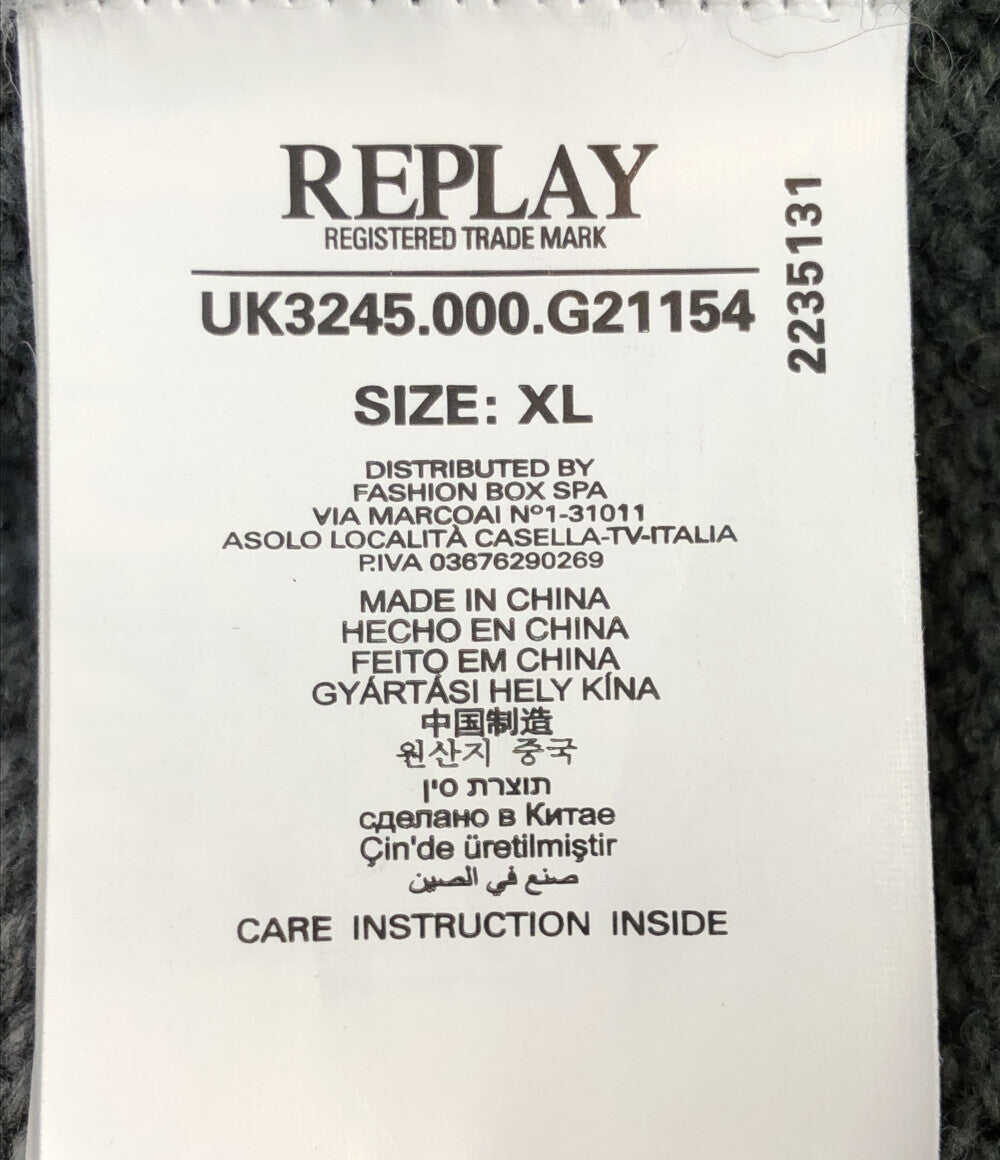 REPLAY
REGISTERED TRADE MARK
UK3245.000.G21154
2235131
SIZE: XL
DISTRIBUTED BY
FASHION BOX SPA
VIA MARCOAI Nº1-31011
ASOLO LOCALITÀ CASELLA-TV-ITALIA
P.IVA 03676290269
MADE IN CHINA
HECHO EN CHINA
FEITO EM CHINA
GYÁRTÁSI HELY KÍNA
中国制造
원산지 중국
תוצרת סין
сделано в Китае
Çin'de üretilmiştir
صنع في الصين
CARE INSTRUCTION INSIDE